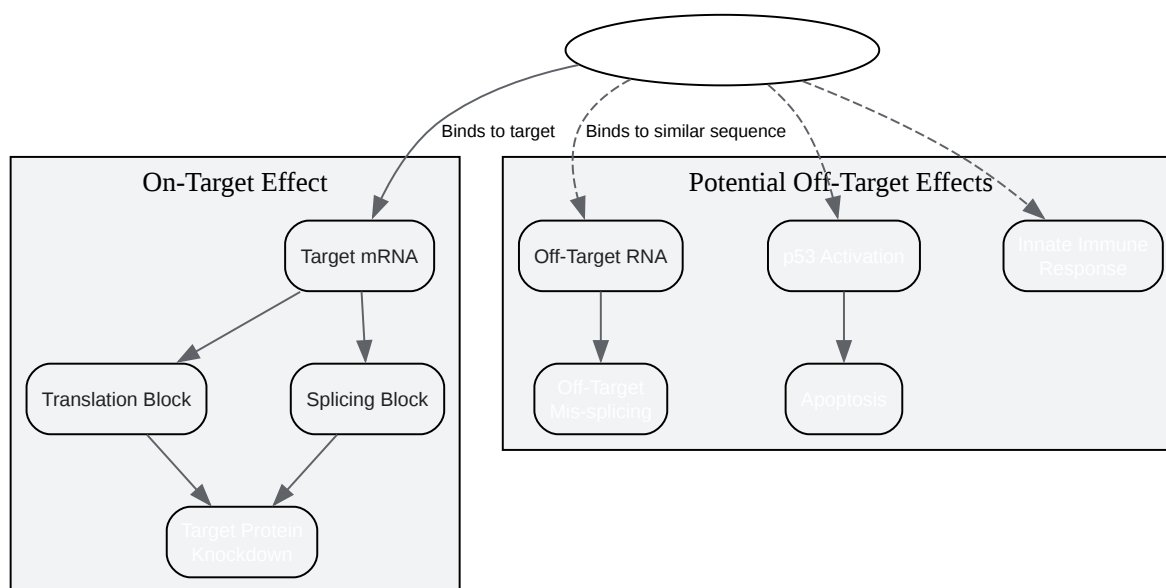 Binds to target
Binds to similar sequence
On-Target Effect
Potential Off-Target Effects
Target mRNA
Off-Target RNA
p53 Activation
Innate Immune
Response
Translation Block
Splicing Block
Off-Target
Mis-splicing
Apoptosis
Target Protein
Knockdown